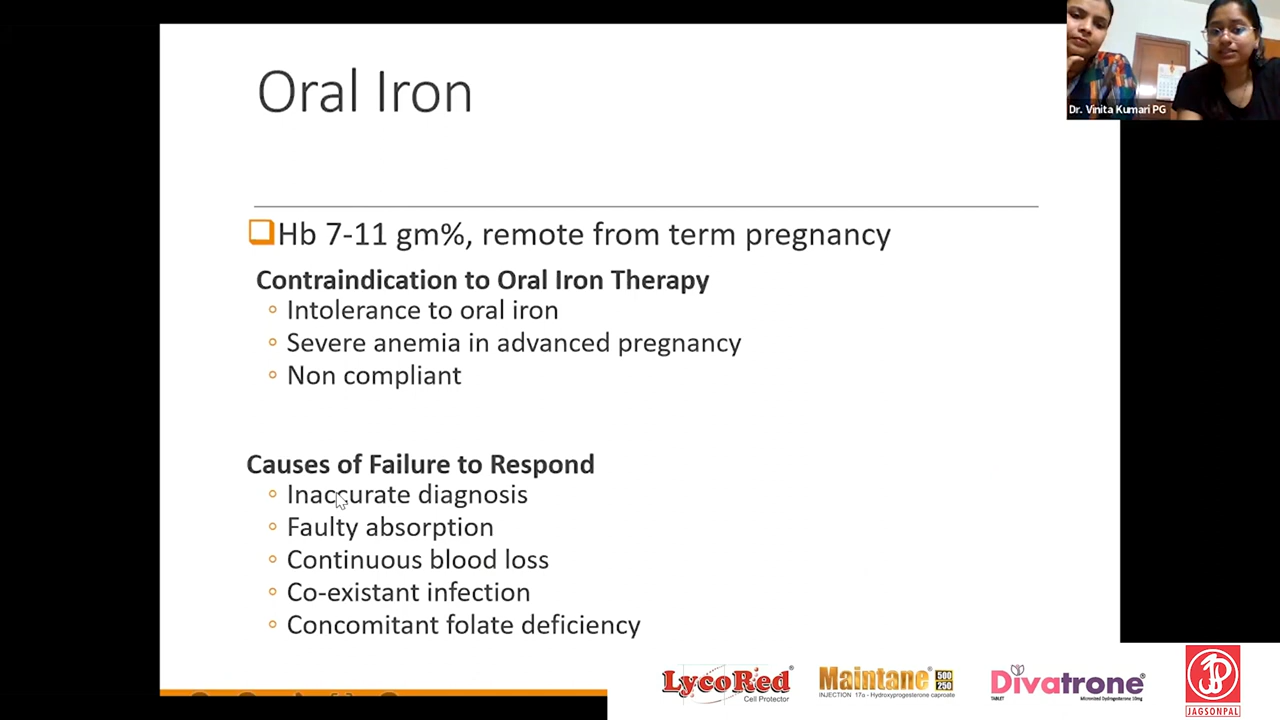 Oral Iron
Dr. Vinita Kumari PG
Hb 7-11 gm%, remote from term pregnancy
Contraindication to Oral Iron Therapy
Intolerance to oral iron
Severe anemia in advanced pregnancy
Non compliant
Causes of Failure to Respond
Inaccurate diagnosis
Faulty absorption
Continuous blood loss
Co-existant infection
Concomitant folate deficiency
LycoRed®
Cell Protector
Maintane® 500 250
INJECTION 17α - Hydroxyprogesterone caproate
Divatrone®
TABLET Micronized Dydrogesterone 10mg
JAGSONPAL